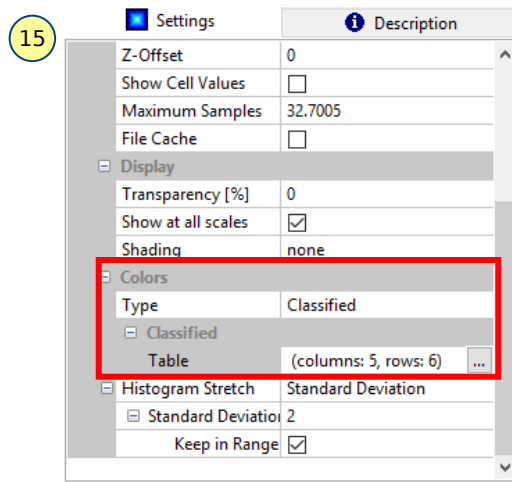 15
Settings
Description
Z-Offset 0
Show Cell Values
Maximum Samples 32.7005
File Cache
Display
Transparency [%] 0
Show at all scales
Shading none
Colors
Type Classified
Classified
Table (columns: 5, rows: 6) ...
Histogram Stretch Standard Deviation
Standard Deviatior 2
Keep in Range